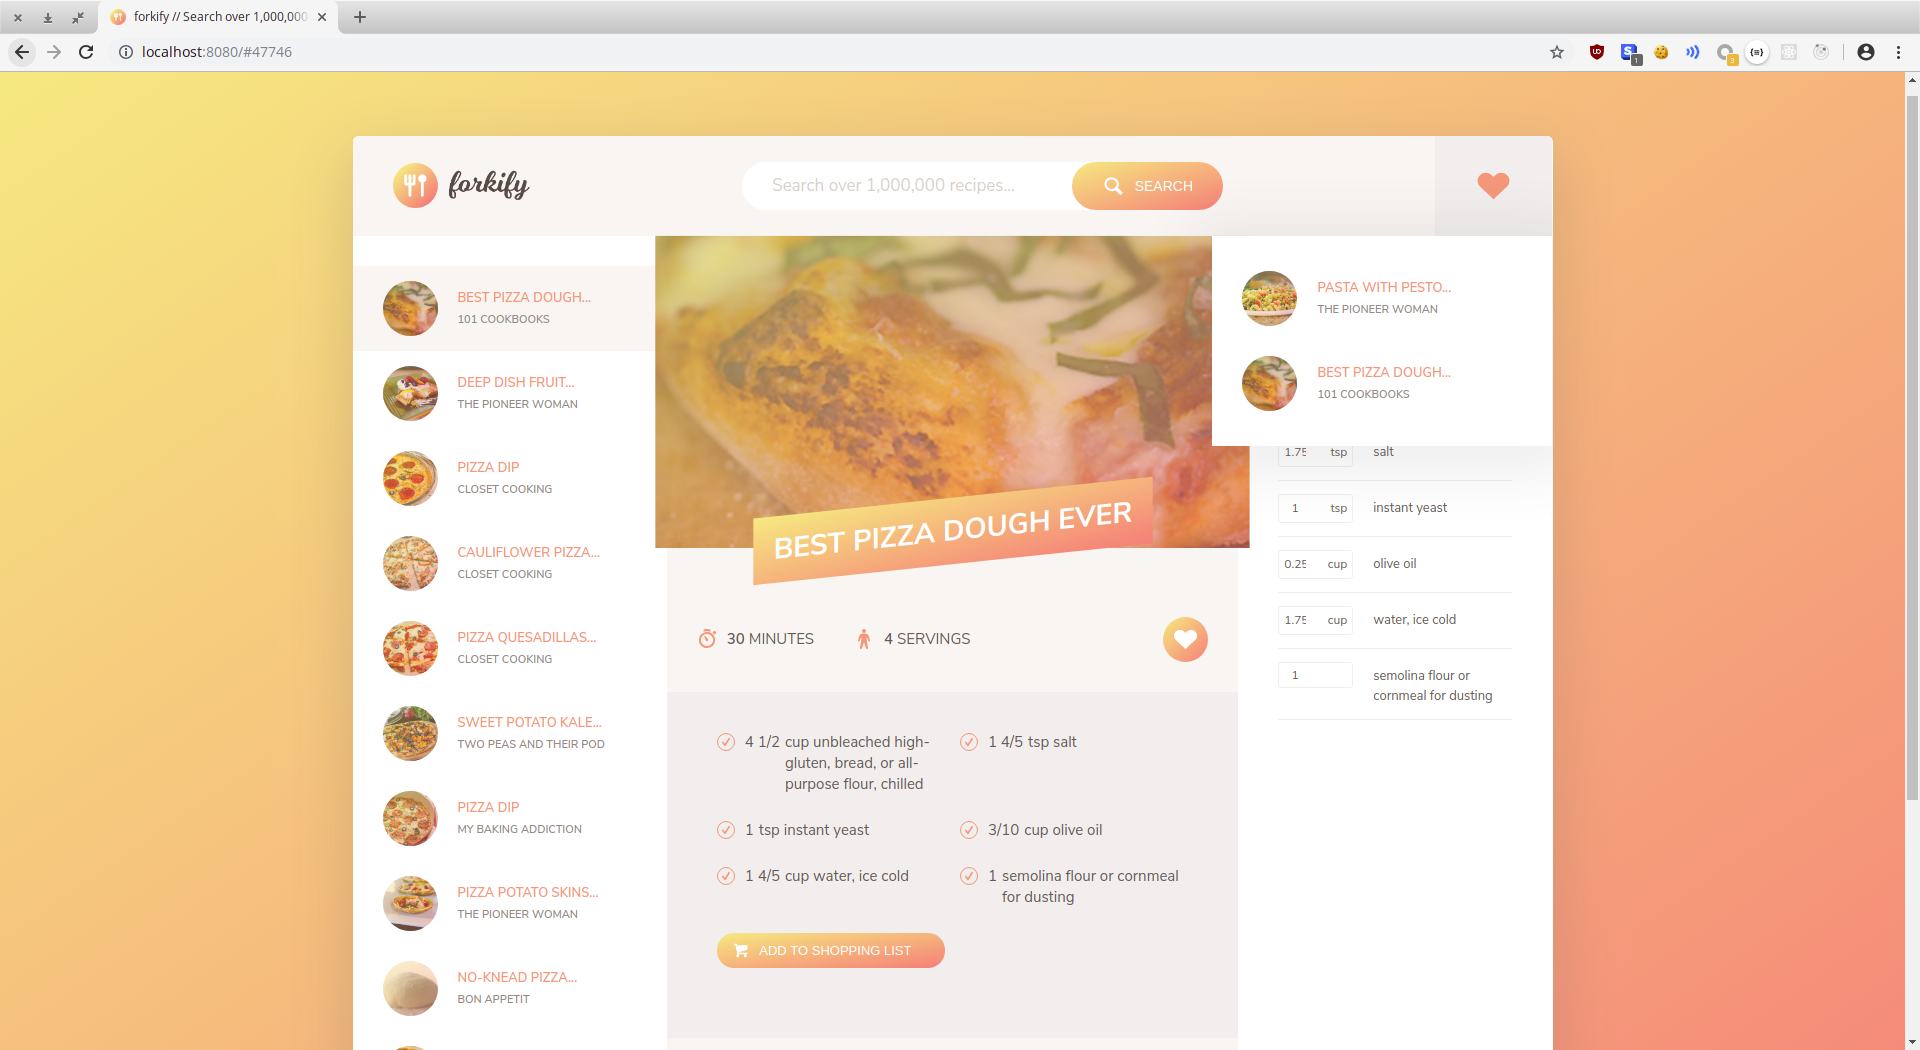 forkify // Search over 1,000,000
localhost:8080/#47746
forkify
Search over 1,000,000 recipes...
SEARCH
BEST PIZZA DOUGH...
101 COOKBOOKS
DEEP DISH FRUIT...
THE PIONEER WOMAN
PIZZA DIP
CLOSET COOKING
CAULIFLOWER PIZZA...
CLOSET COOKING
PIZZA QUESADILLAS...
CLOSET COOKING
SWEET POTATO KALE...
TWO PEAS AND THEIR POD
PIZZA DIP
MY BAKING ADDICTION
PIZZA POTATO SKINS...
THE PIONEER WOMAN
NO-KNEAD PIZZA...
BON APPETIT
BEST PIZZA DOUGH EVER
30 MINUTES
4 SERVINGS
4 1/2 cup unbleached high-
gluten, bread, or all-
purpose flour, chilled
1 4/5 tsp salt
1 tsp instant yeast
3/10 cup olive oil
1 4/5 cup water, ice cold
1 semolina flour or cornmeal
for dusting
ADD TO SHOPPING LIST
PASTA WITH PESTO...
THE PIONEER WOMAN
BEST PIZZA DOUGH...
101 COOKBOOKS
1.75 tsp salt
1 tsp instant yeast
0.25 cup olive oil
1.75 cup water, ice cold
1 semolina flour or
cornmeal for dusting